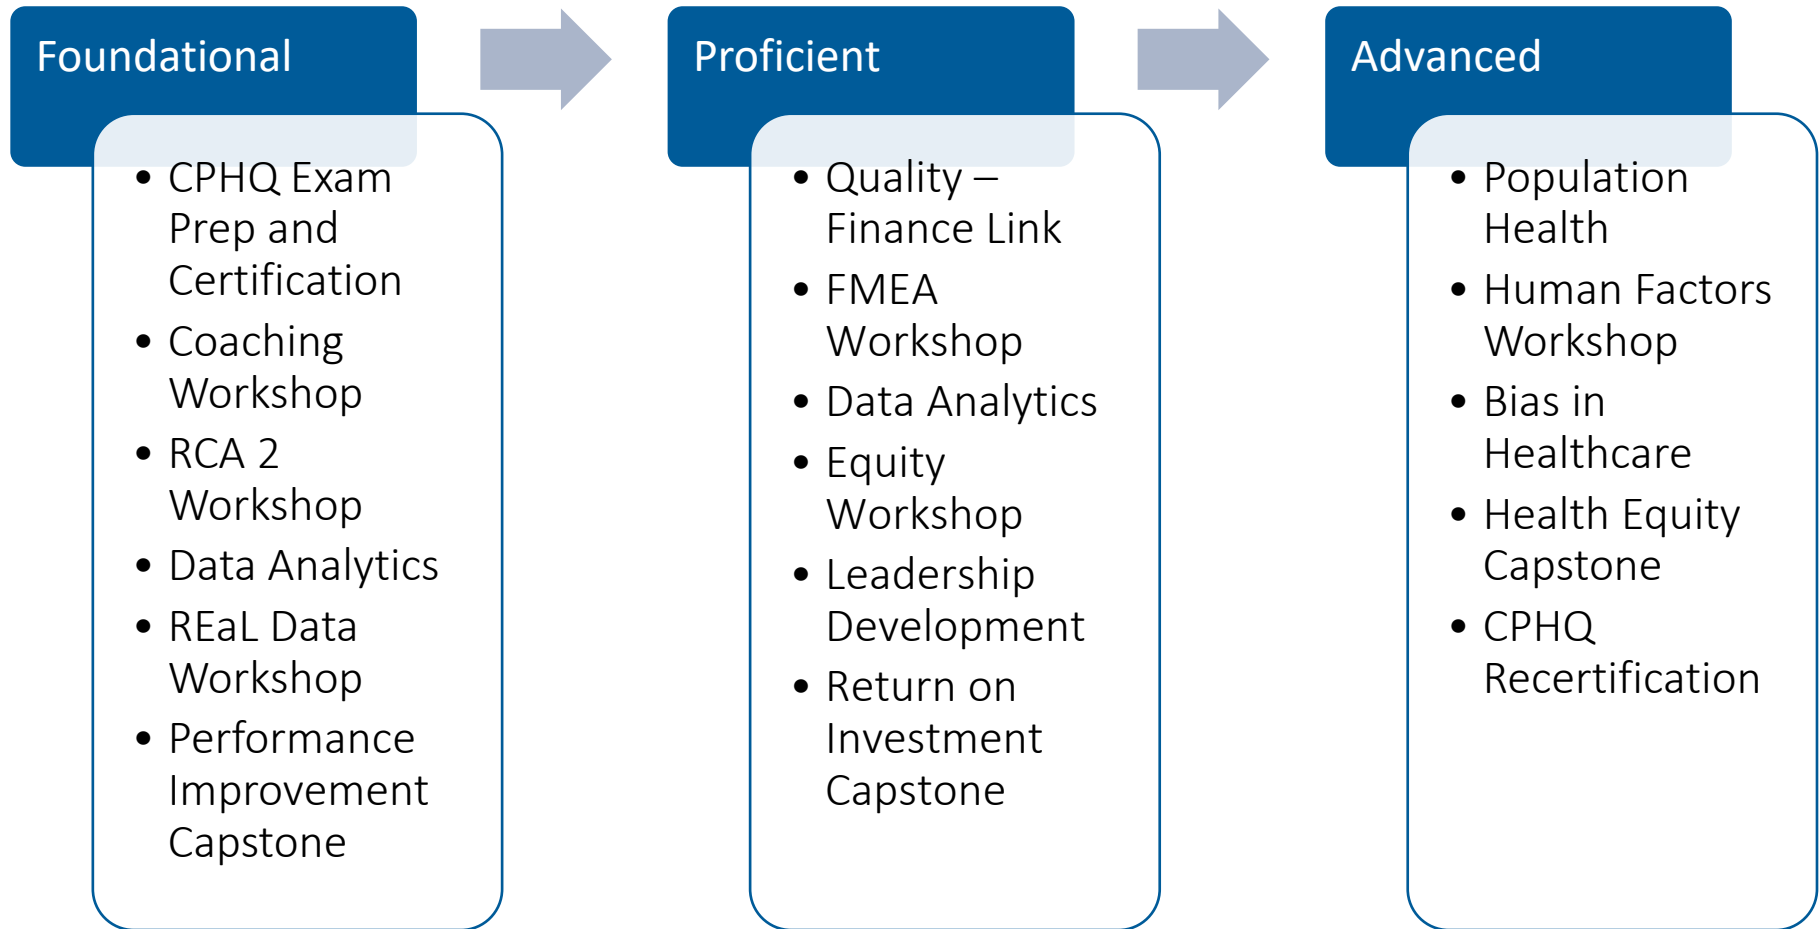 Foundational
• CPHQ Exam
Prep and
Certification
• Coaching
Workshop
• RCA 2
Workshop
• Data Analytics
• REaL Data
Workshop
• Performance
Improvement
Capstone
Proficient
• Quality –
Finance Link
• FMEA
Workshop
• Data Analytics
• Equity
Workshop
• Leadership
Development
• Return on
Investment
Capstone
Advanced
• Population
Health
• Human Factors
Workshop
• Bias in
Healthcare
• Health Equity
Capstone
• CPHQ
Recertification